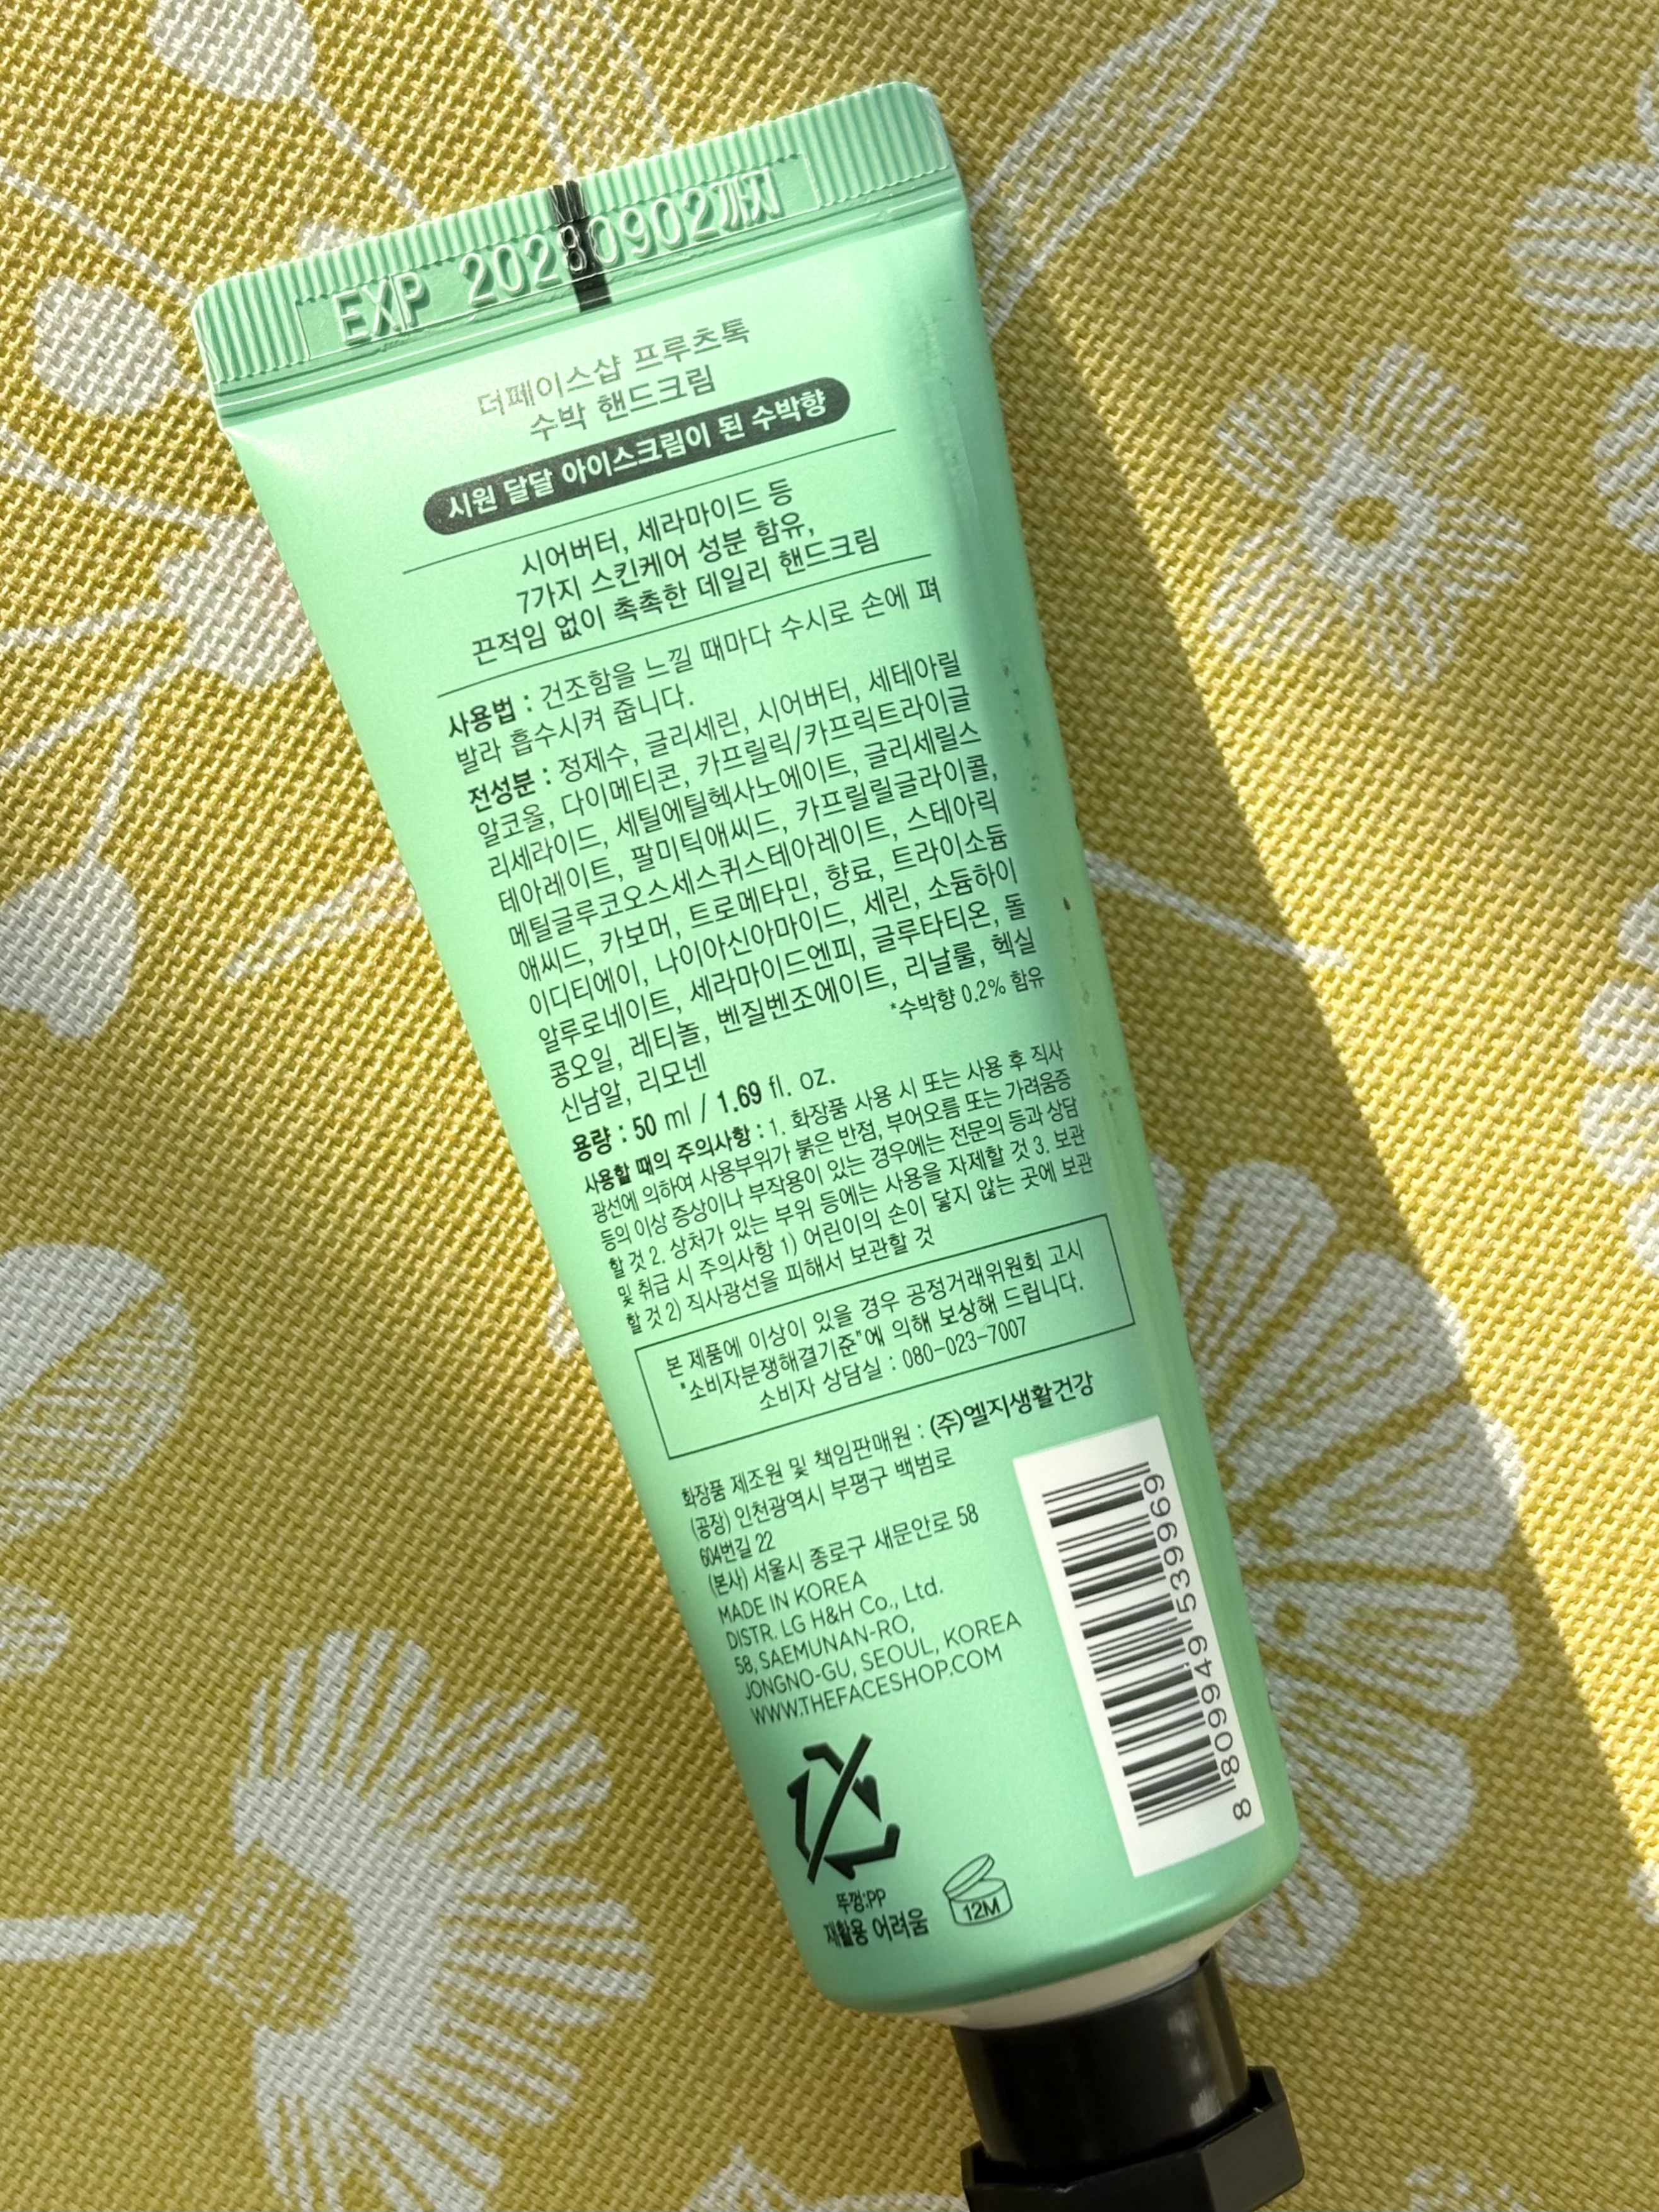 EXP 20280902까지
더페이스샵 프루츠톡
수박 핸드크림
시원 달달 아이스크림이 된 수박향
시어버터, 세라마이드 등
7가지 스킨케어 성분 함유,
끈적임 없이 촉촉한 데일리 핸드크림
사용법 : 건조함을 느낄 때마다 수시로 손에 펴
발라 흡수시켜 줍니다.
전성분 : 정제수, 글리세린, 시어버터, 세테아릴
알코올, 다이메티콘, 카프릴릭/카프릭트라이글
리세라이드, 세틸에틸헥사노에이트, 글리세릴스
테아레이트, 팔미틱애씨드, 카프릴릴글라이콜,
메틸글루코오스세스퀴스테아레이트, 스테아릭
애씨드, 카보머, 트로메타민, 향료, 트라이소듐
이디티에이, 나이아신아마이드, 세린, 소듐하이
알루로네이트, 세라마이드엔피, 글루타티온, 돌
콩오일, 레티놀, 벤질벤조에이트, 리날룰, 헥실
신남알, 리모넨
*수박향 0.2% 함유
용량 : 50 ml / 1.69 fl. oz.
사용할 때의 주의사항 : 1. 화장품 사용 시 또는 사용 후 직사
광선에 의하여 사용부위가 붉은 반점, 부어오름 또는 가려움증
등의 이상 증상이나 부작용이 있는 경우에는 전문의 등과 상담
할 것 2. 상처가 있는 부위 등에는 사용을 자제할 것 3. 보관
및 취급 시 주의사항 1) 어린이의 손이 닿지 않는 곳에 보관
할 것 2) 직사광선을 피해서 보관할 것
본 제품에 이상이 있을 경우 공정거래위원회 고시
"소비자분쟁해결기준"에 의해 보상해 드립니다.
소비자 상담실 : 080-023-7007
화장품 제조원 및 책임판매원 : (주)엘지생활건강
(공장) 인천광역시 부평구 백범로
604번길 22
(본사) 서울시 종로구 새문안로 58
MADE IN KOREA
DISTR. LG H&H Co., Ltd.
58, SAEMUNAN-RO,
JONGNO-GU, SEOUL, KOREA
WWW.THEFACESHOP.COM
뚜껑:PP
재활용 어려움
12M
8 809949 539969